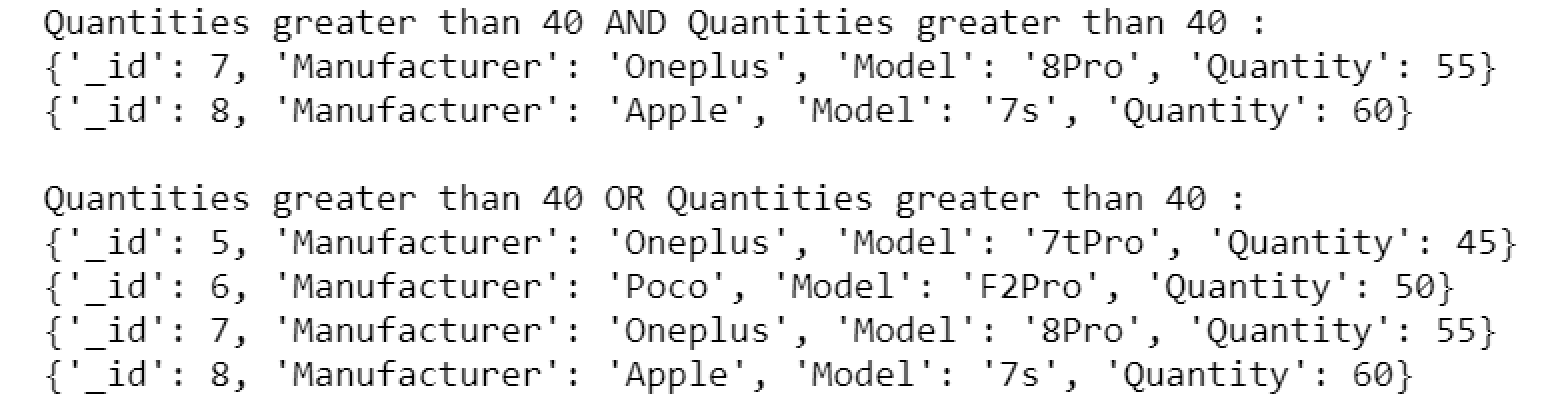 Quantities greater than 40 AND Quantities greater than 40 :
{'_id': 7, 'Manufacturer': 'Oneplus', 'Model': '8Pro', 'Quantity': 55}
{'_id': 8, 'Manufacturer': 'Apple', 'Model': '7s', 'Quantity': 60}
Quantities greater than 40 OR Quantities greater than 40 :
{'_id': 5, 'Manufacturer': 'Oneplus', 'Model': '7tPro', 'Quantity': 45}
{'_id': 6, 'Manufacturer': 'Poco', 'Model': 'F2Pro', 'Quantity': 50}
{'_id': 7, 'Manufacturer': 'Oneplus', 'Model': '8Pro', 'Quantity': 55}
{'_id': 8, 'Manufacturer': 'Apple', 'Model': '7s', 'Quantity': 60}